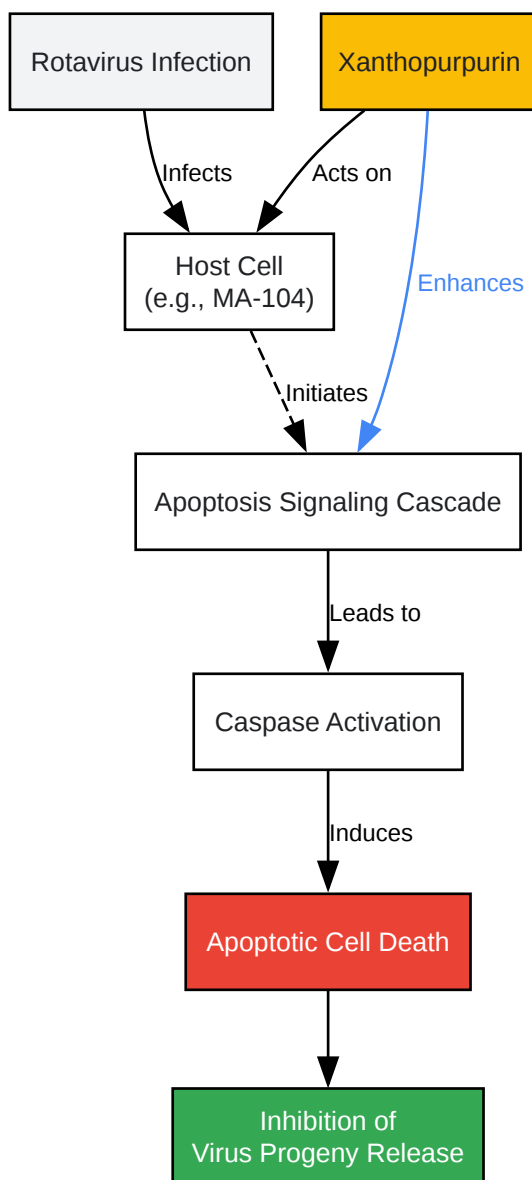 Rotavirus Infection
Xanthopurpurin
Infects
Acts on
Host Cell
(e.g., MA-104)
Enhances
Initiates
Apoptosis Signaling Cascade
Leads to
Caspase Activation
Induces
Apoptotic Cell Death
Inhibition of
Virus Progeny Release